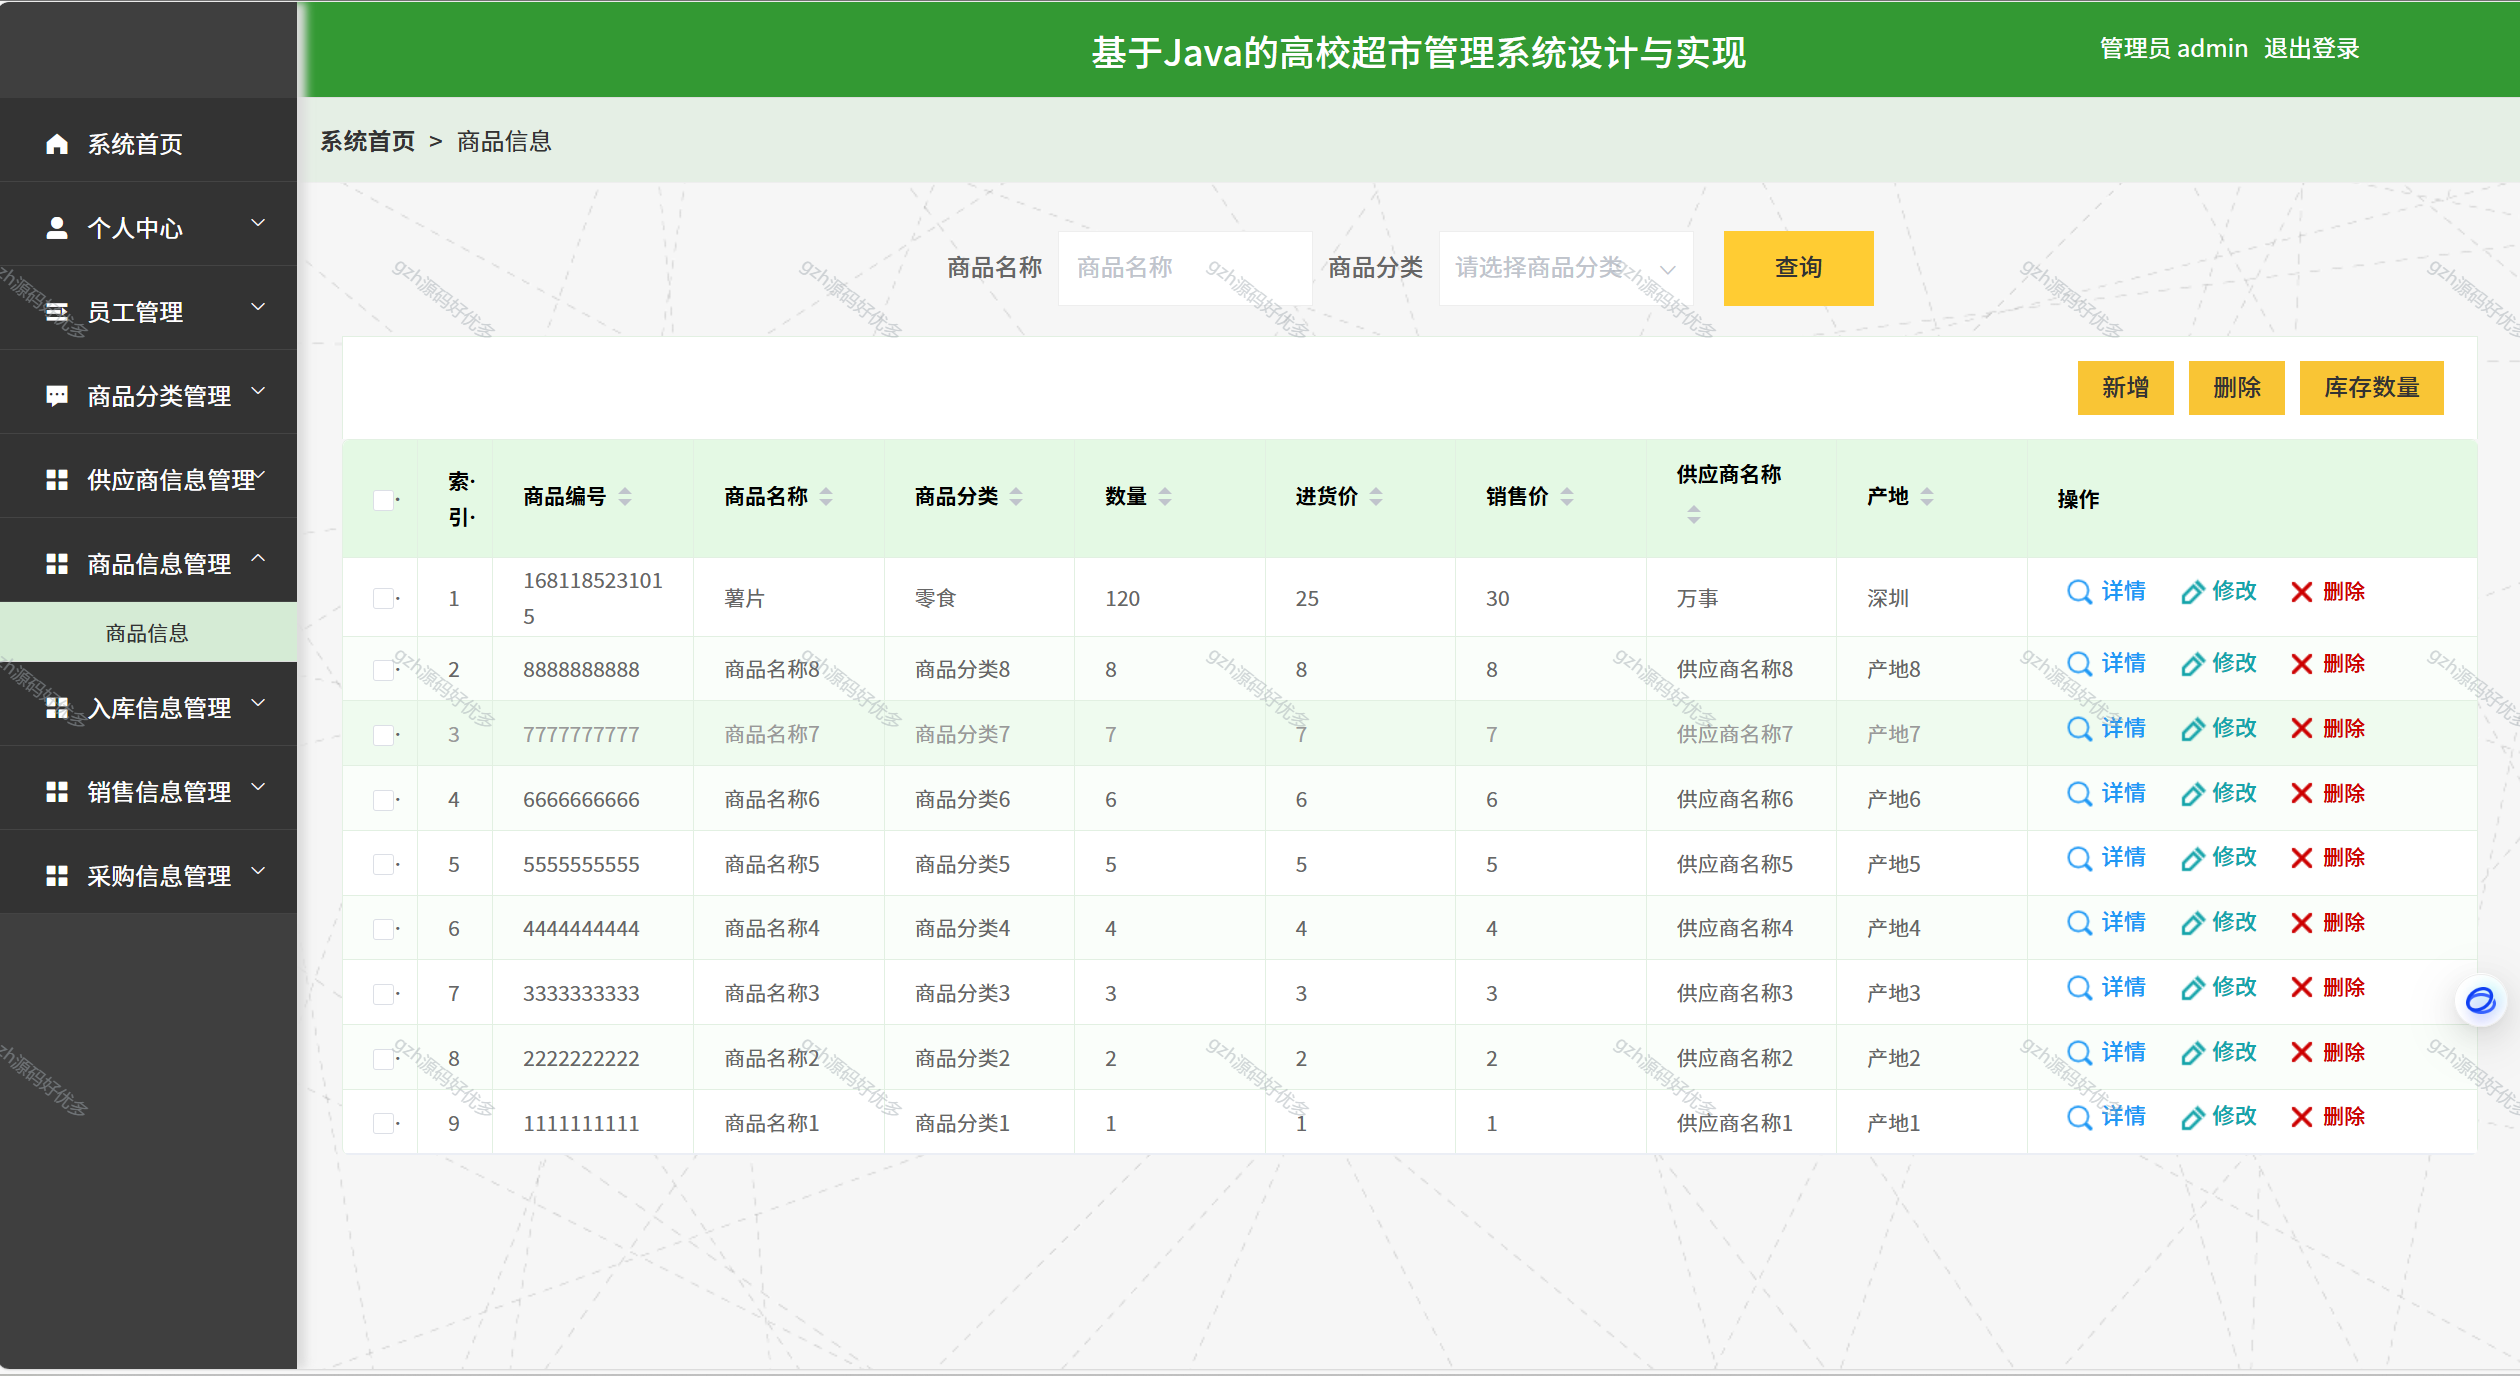 基于Java的高校超市管理系统设计与实现
管理员 admin 退出登录
系统首页
个人中心
员工管理
商品分类管理
供应商信息管理
商品信息管理
商品信息
入库信息管理
销售信息管理
采购信息管理
系统首页 > 商品信息
商品名称 商品名称 商品分类 请选择商品分类 查询
新增 删除 库存数量
索引 商品编号 商品名称 商品分类 数量 进货价 销售价 供应商名称 产地 操作
1 1681185231015 薯片 零食 120 25 30 万事 深圳 详情 修改 删除
2 8888888888 商品名称8 商品分类8 8 8 8 供应商名称8 产地8 详情 修改 删除
3 7777777777 商品名称7 商品分类7 7 7 7 供应商名称7 产地7 详情 修改 删除
4 6666666666 商品名称6 商品分类6 6 6 6 供应商名称6 产地6 详情 修改 删除
5 5555555555 商品名称5 商品分类5 5 5 5 供应商名称5 产地5 详情 修改 删除
6 4444444444 商品名称4 商品分类4 4 4 4 供应商名称4 产地4 详情 修改 删除
7 3333333333 商品名称3 商品分类3 3 3 3 供应商名称3 产地3 详情 修改 删除
8 2222222222 商品名称2 商品分类2 2 2 2 供应商名称2 产地2 详情 修改 删除
9 1111111111 商品名称1 商品分类1 1 1 1 供应商名称1 产地1 详情 修改 删除
gzh源码好优多